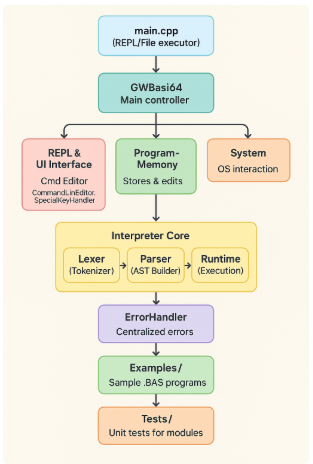 main.cpp
(REPL/File executor)
GWBasi64
Main controller
REPL &
UI Interface
Cmd Editor
CommandLinEditor.
SpecialKeyHandler
Program-
Memory
Stores & edits
System
OS interaction
Interpreter Core
Lexer
(Tokenizer)
Parser
(AST Builder)
Runtime
(Execution)
ErrorHandler
Centralized errors
Examples/
Sample .BAS programs
Tests/
Unit tests for modules